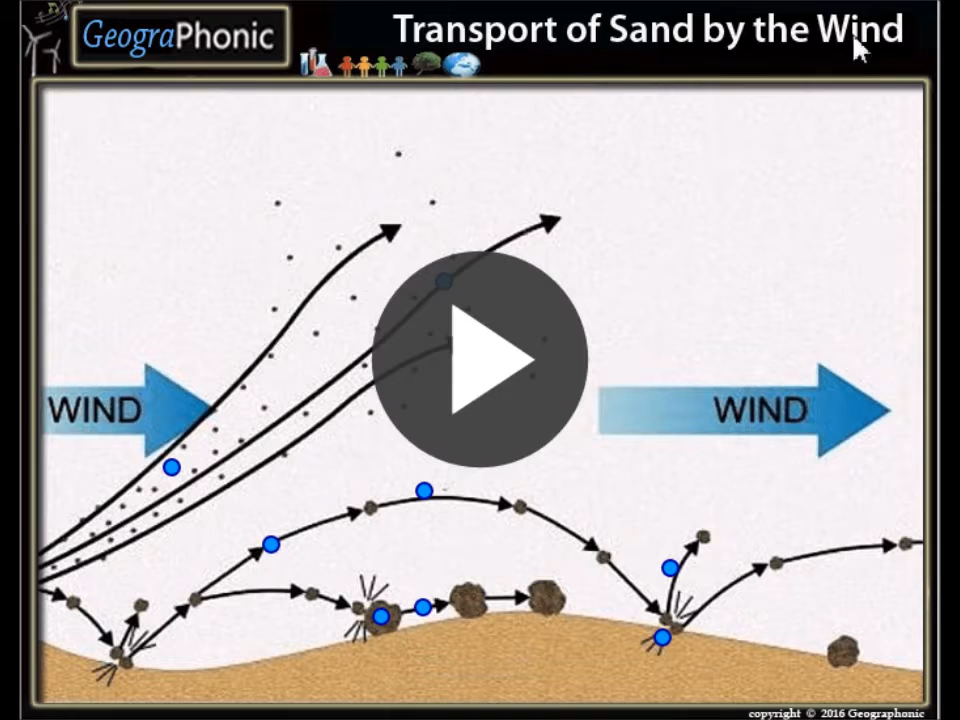 GeograPhonic
Transport of Sand by the Wind
WIND
WIND
copyright © 2016 Geographonic